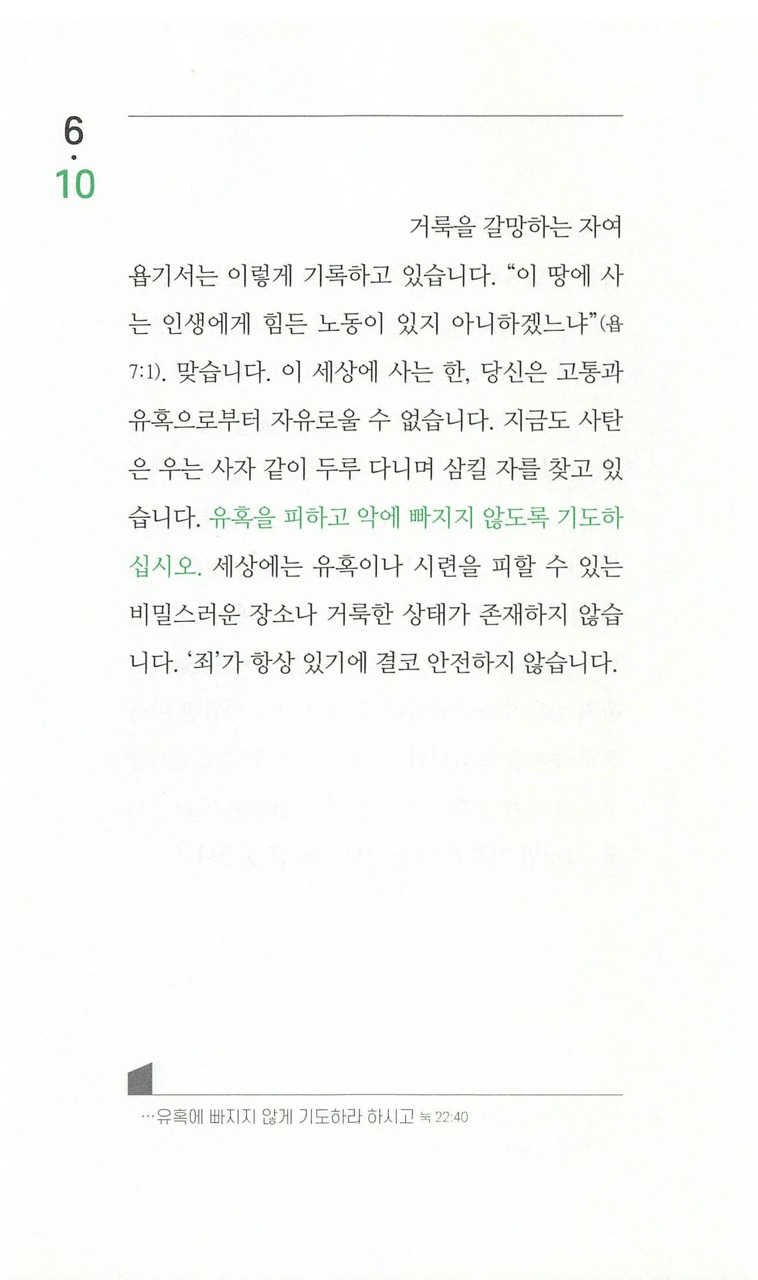 6
·
10
거룩을 갈망하는 자여
욥기서는 이렇게 기록하고 있습니다. “이 땅에 사
는 인생에게 힘든 노동이 있지 아니하겠느냐”(욥
7:1). 맞습니다. 이 세상에 사는 한, 당신은 고통과
유혹으로부터 자유로울 수 없습니다. 지금도 사탄
은 우는 사자 같이 두루 다니며 삼킬 자를 찾고 있
습니다. 유혹을 피하고 악에 빠지지 않도록 기도하
십시오. 세상에는 유혹이나 시련을 피할 수 있는
비밀스러운 장소나 거룩한 상태가 존재하지 않습
니다. ‘죄’가 항상 있기에 결코 안전하지 않습니다.
…유혹에 빠지지 않게 기도하라 하시고 눅 22:40